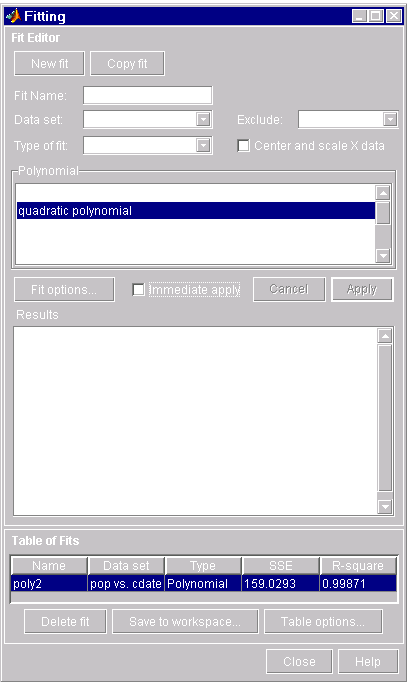 Fitting
Fit Editor
New fit Copy fit
Fit Name:
Data set: Exclude:
Type of fit: Center and scale X data
Polynomial
quadratic polynomial
Fit options... Immediate apply Cancel Apply
Results
Table of Fits
Name Data set Type SSE R-square
poly2 pop vs. cdate Polynomial 159.0293 0.99871
Delete fit Save to workspace... Table options...
Close Help